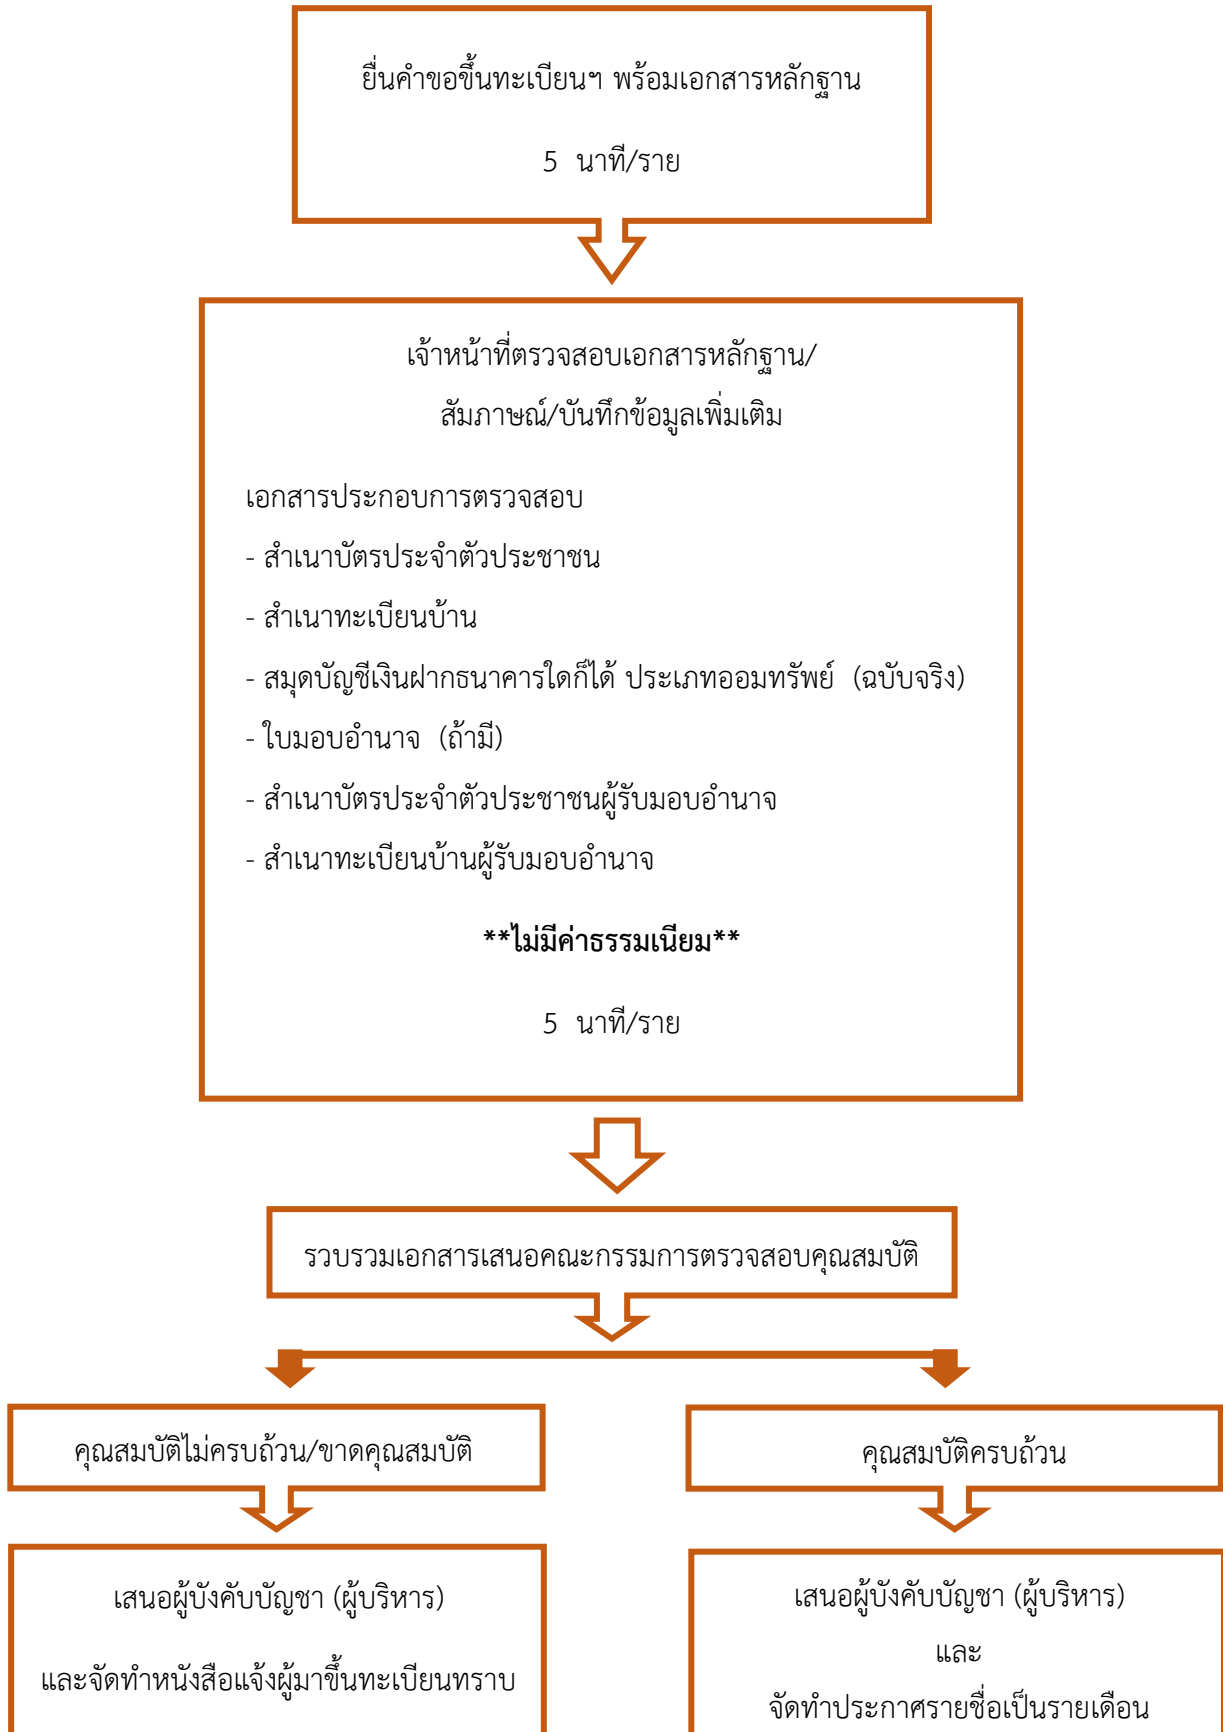 ยื่นคำขอขึ้นทะเบียนฯ พร้อมเอกสารหลักฐาน
5 นาที/ราย
เจ้าหน้าที่ตรวจสอบเอกสารหลักฐาน/
สัมภาษณ์/บันทึกข้อมูลเพิ่มเติม
เอกสารประกอบการตรวจสอบ
- สำเนาบัตรประจำตัวประชาชน
- สำเนาทะเบียนบ้าน
- สมุดบัญชีเงินฝากธนาคารใดก็ได้ ประเภทออมทรัพย์ (ฉบับจริง)
- ใบมอบอำนาจ (ถ้ามี)
- สำเนาบัตรประจำตัวประชาชนผู้รับมอบอำนาจ
- สำเนาทะเบียนบ้านผู้รับมอบอำนาจ
**ไม่มีค่าธรรมเนียม**
5 นาที/ราย
รวบรวมเอกสารเสนอคณะกรรมการตรวจสอบคุณสมบัติ
คุณสมบัติไม่ครบถ้วน/ขาดคุณสมบัติ
คุณสมบัติครบถ้วน
เสนอผู้บังคับบัญชา (ผู้บริหาร)
และจัดทำหนังสือแจ้งผู้มาขึ้นทะเบียนทราบ
เสนอผู้บังคับบัญชา (ผู้บริหาร)
และ
จัดทำประกาศรายชื่อเป็นรายเดือน